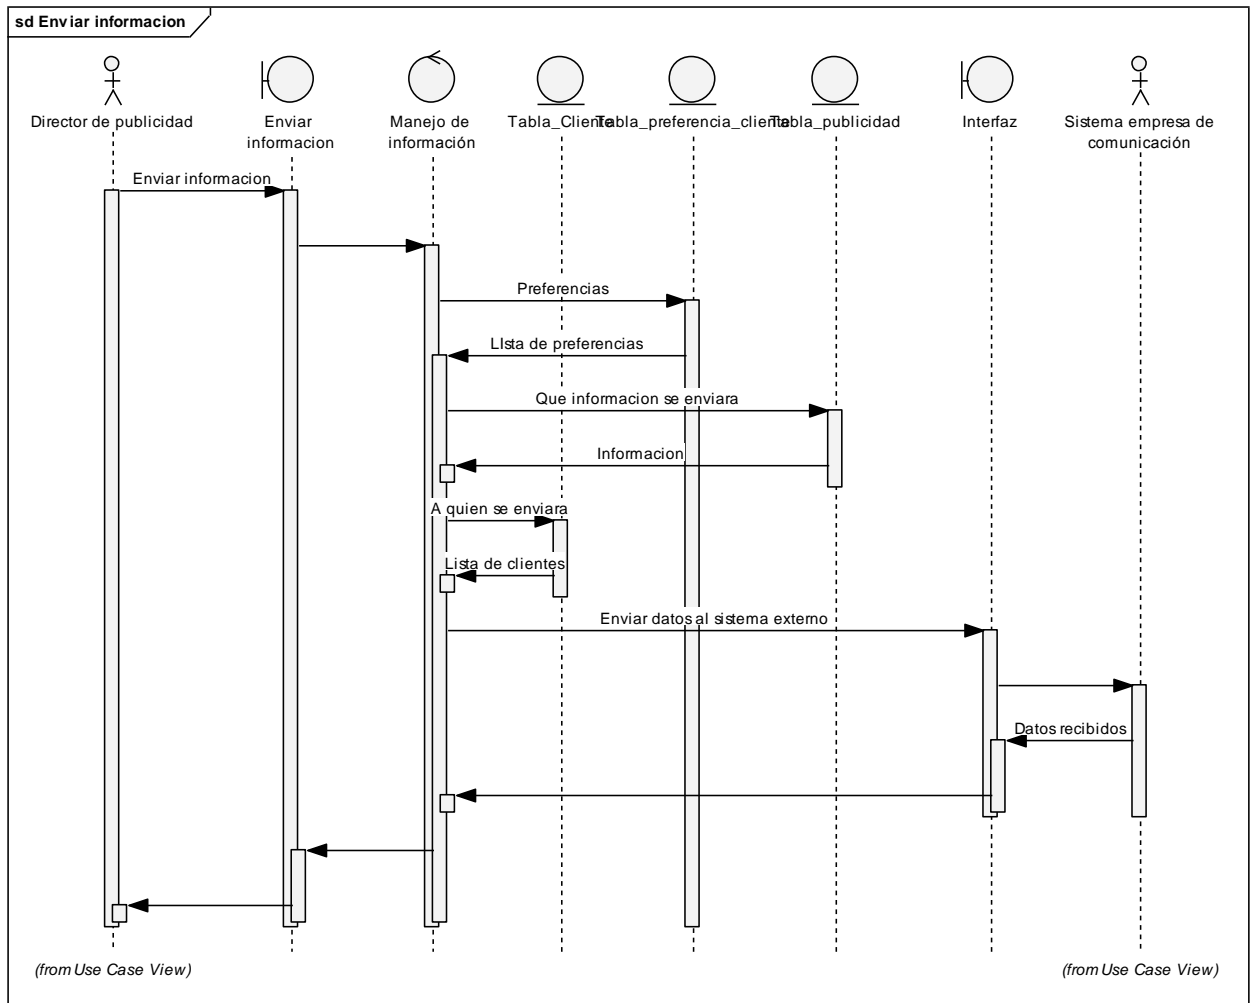 sd Enviar informacion
Director de publicidad
Enviar
informacion
Manejo de
información
Tabla_Cliente
Tabla_preferencia_cliente
Tabla_publicidad
Interfaz
Sistema empresa de
comunicación
Enviar informacion
Preferencias
LIsta de preferencias
Que informacion se enviara
Informacion
A quien se enviara
Lista de clientes
Enviar datos al sistema externo
Datos recibidos
(from Use Case View)
(from Use Case View)